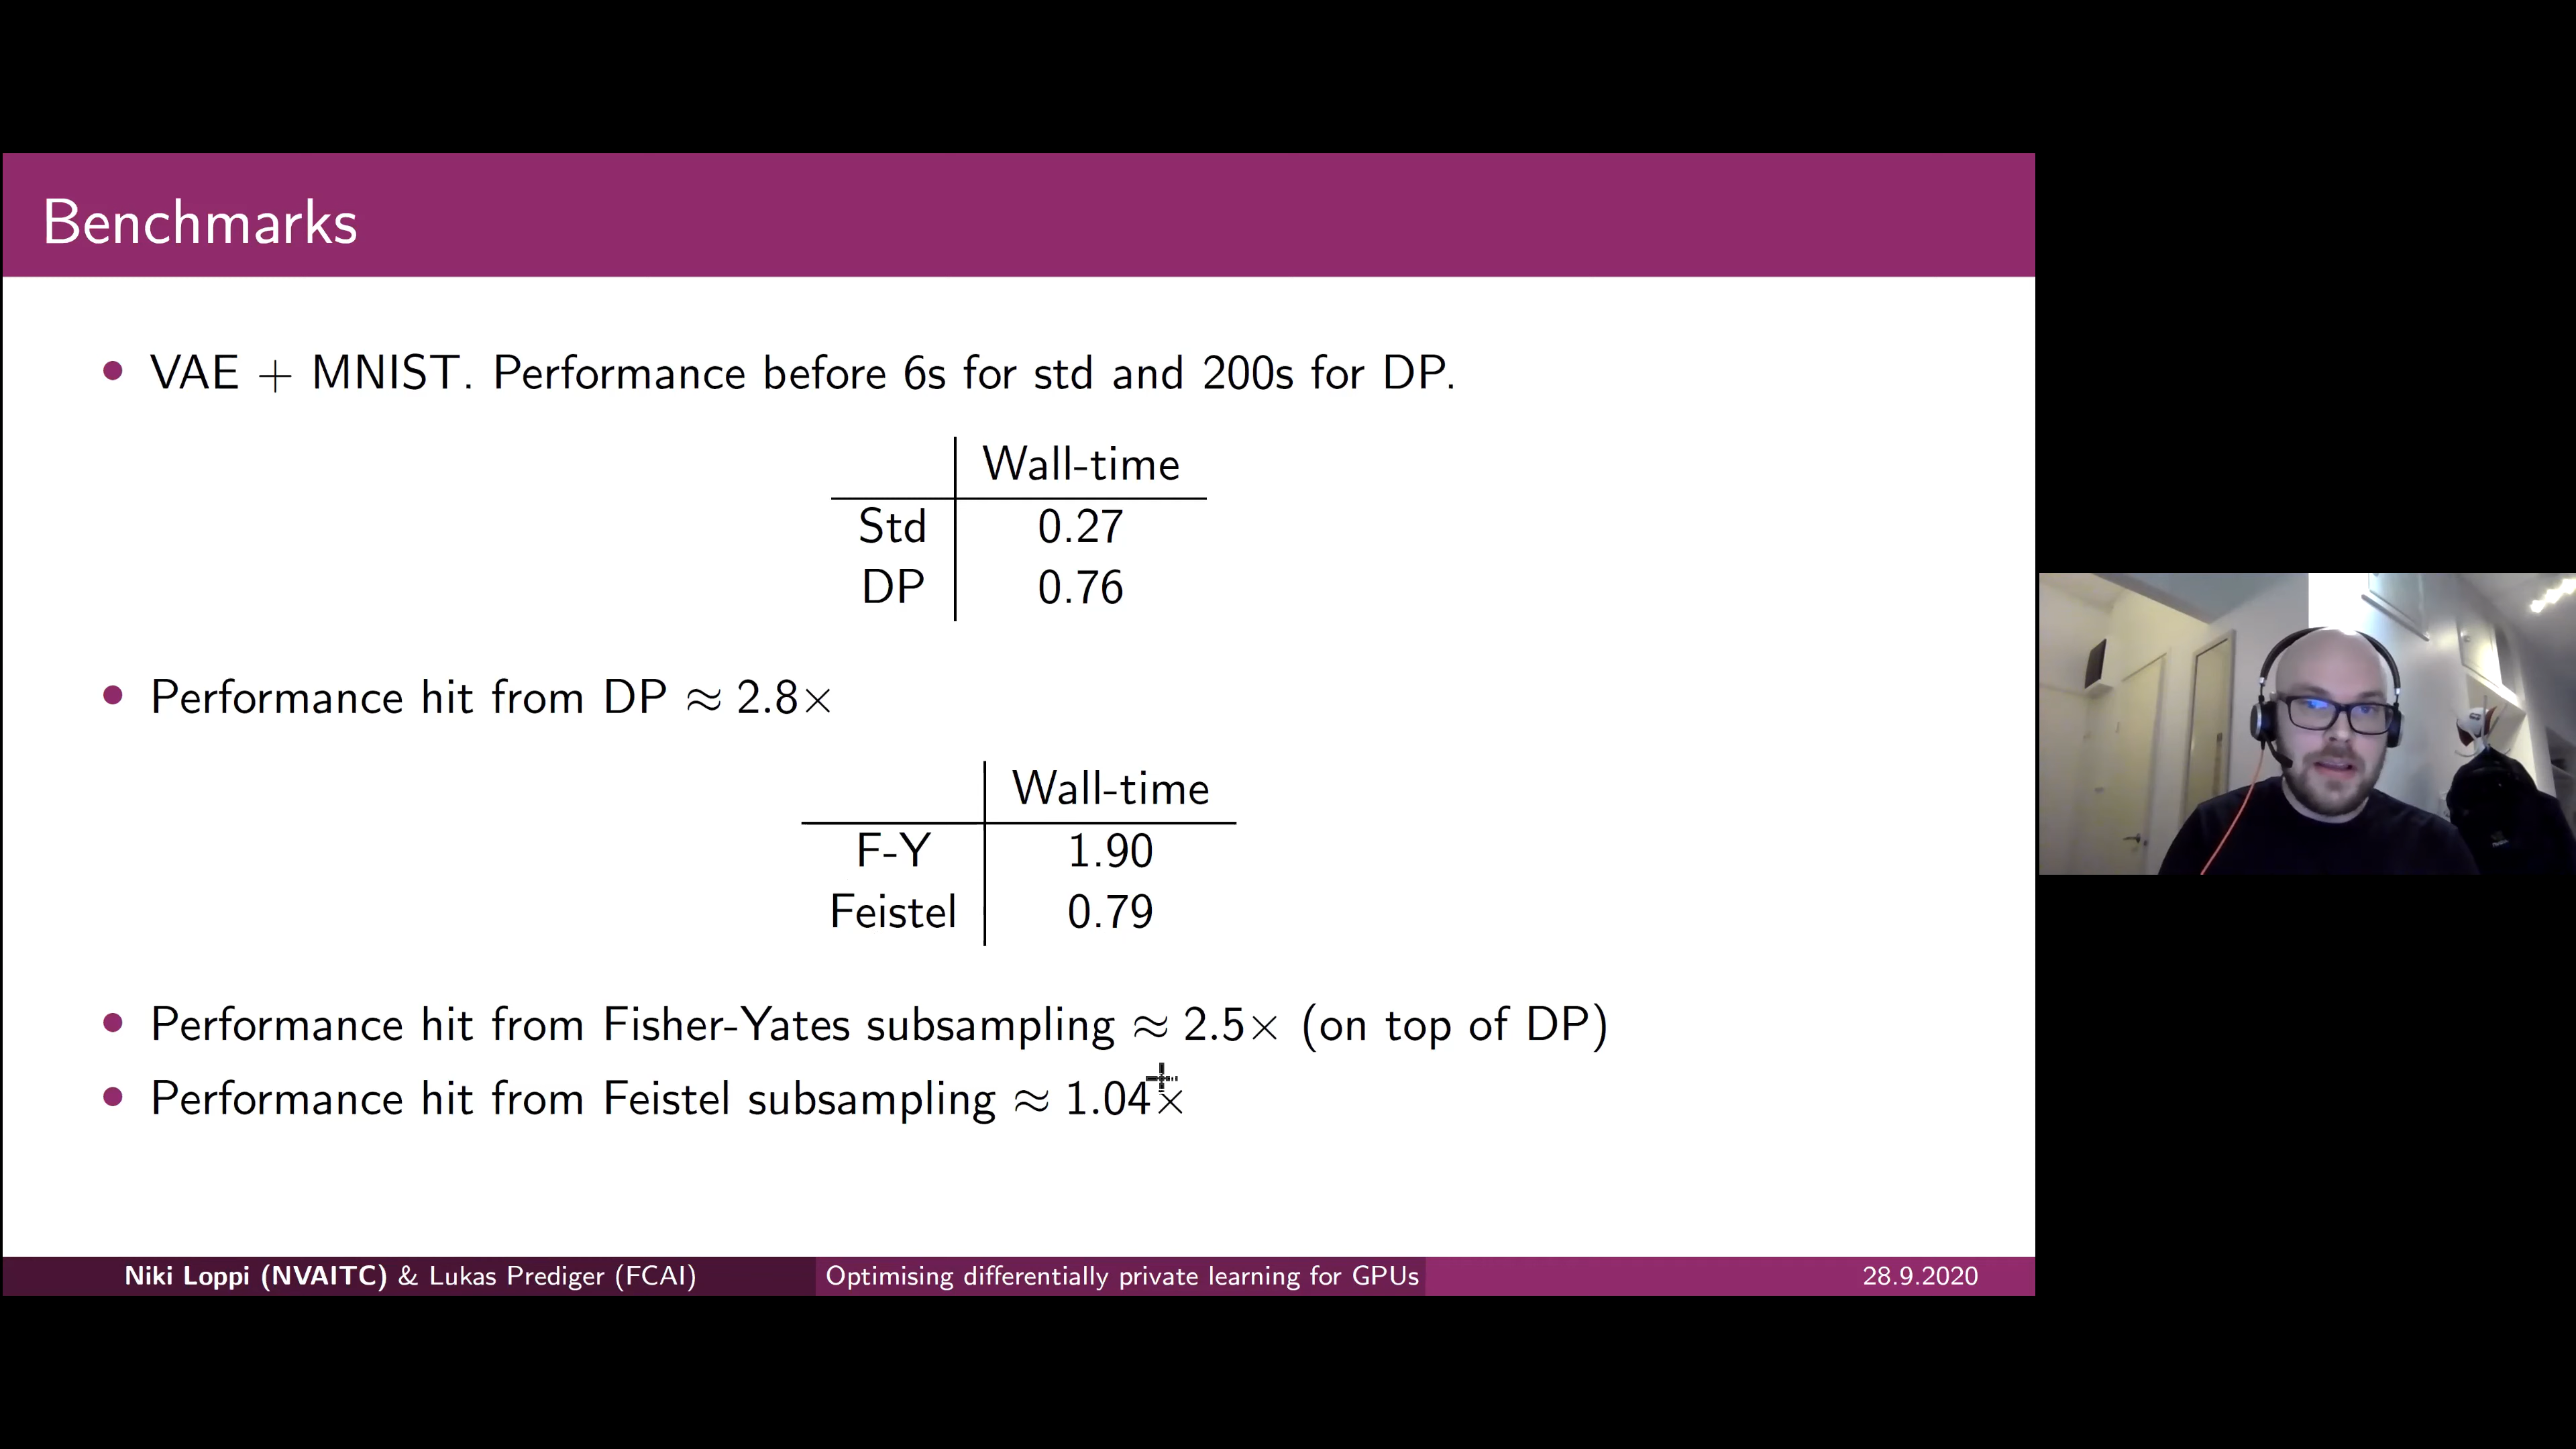 Benchmarks
• VAE + MNIST. Performance before 6s for std and 200s for DP.
Wall-time
Std 0.27
DP 0.76
• Performance hit from DP ≈ 2.8×
Wall-time
F-Y 1.90
Feistel 0.79
• Performance hit from Fisher-Yates subsampling ≈ 2.5× (on top of DP)
• Performance hit from Feistel subsampling ≈ 1.04×
Niki Loppi (NVAITC) & Lukas Prediger (FCAI) Optimising differentially private learning for GPUs 28.9.2020